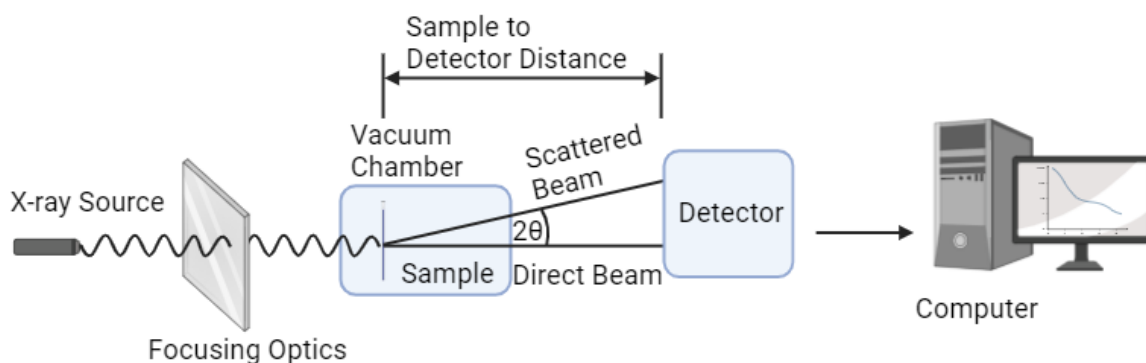 Sample to
Detector Distance
Vacuum
Chamber
Scattered
Beam
X-ray Source
2θ
Detector
Sample
Direct Beam
Computer
Focusing Optics